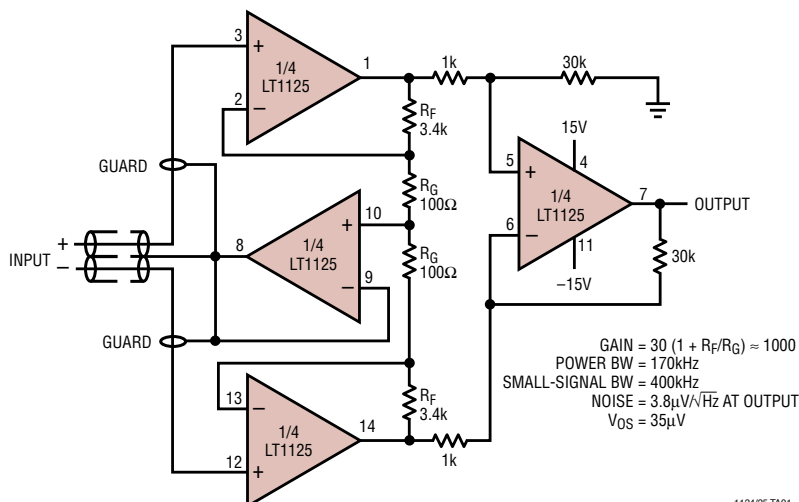 3
+
1/4
LT1125
1
2
−
RF
3.4k
1k
30k
GUARD
RG
100Ω
15V
5
+
4
1/4
LT1125
7
OUTPUT
6
−
11
−15V
30k
+
INPUT
−
8
1/4
LT1125
+
10
9
−
RG
100Ω
GUARD
13
−
1/4
LT1125
14
12
+
RF
3.4k
1k
GAIN = 30 (1 + RF/RG) ≈ 1000
POWER BW = 170kHz
SMALL-SIGNAL BW = 400kHz
NOISE = 3.8µV/√Hz AT OUTPUT
VOS = 35µV
1124/25 TA01